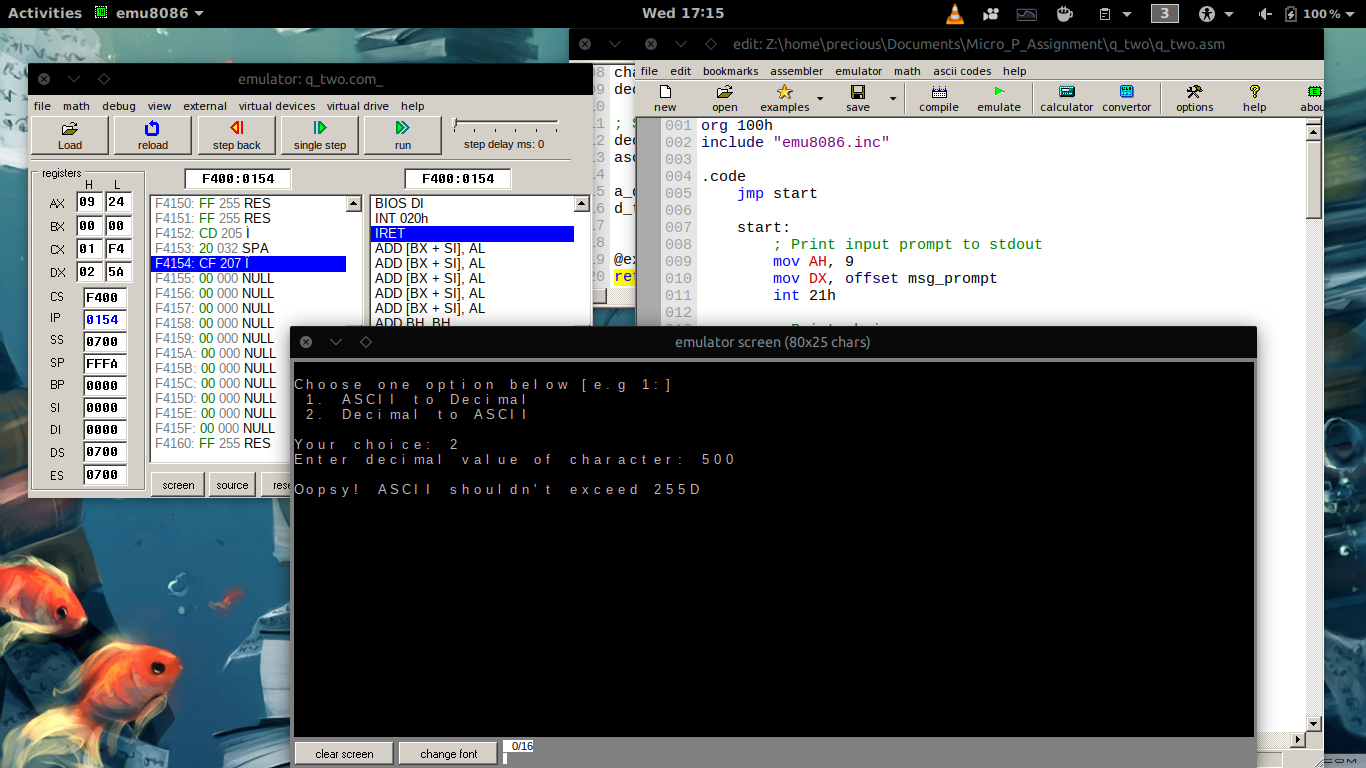 Activities emu8086 Wed 17:15 3 100 %
emulator: q_two.com_
file math debug view external virtual devices virtual drive help
Load reload step back single step run step delay ms: 0
registers
H L
AX 09 24
BX 00 00
CX 01 F4
DX 02 5A
CS F400
IP 0154
SS 0700
SP FFFA
BP 0000
SI 0000
DI 0000
DS 0700
ES 0700
F400:0154 F400:0154
F4150: FF 255 RES
F4151: FF 255 RES
F4152: CD 205 Í
F4153: 20 032 SPA
F4154: CF 207 Ï
F4155: 00 000 NULL
F4156: 00 000 NULL
F4157: 00 000 NULL
F4158: 00 000 NULL
F4159: 00 000 NULL
F415A: 00 000 NULL
F415B: 00 000 NULL
F415C: 00 000 NULL
F415D: 00 000 NULL
F415E: 00 000 NULL
F415F: 00 000 NULL
F4160: FF 255 RES
BIOS DI
INT 020h
IRET
ADD [BX + SI], AL
ADD [BX + SI], AL
ADD [BX + SI], AL
ADD [BX + SI], AL
ADD [BX + SI], AL
ADD BH, BH
screen source
edit: Z:\home\precious\Documents\Micro_P_Assignment\q_two\q_two.asm
file edit bookmarks assembler emulator math ascii codes help
new open examples save compile emulate calculator convertor options help
001 org 100h
002 include "emu8086.inc"
003
004 .code
005 jmp start
006
007 start:
008 ; Print input prompt to stdout
009 mov AH, 9
010 mov DX, offset msg_prompt
011 int 21h
012
emulator screen (80x25 chars)
Choose one option below [e.g 1:]
1. ASCII to Decimal
2. Decimal to ASCII
Your choice: 2
Enter decimal value of character: 500
Oopsy! ASCII shouldn't exceed 255D
clear screen change font 0/16